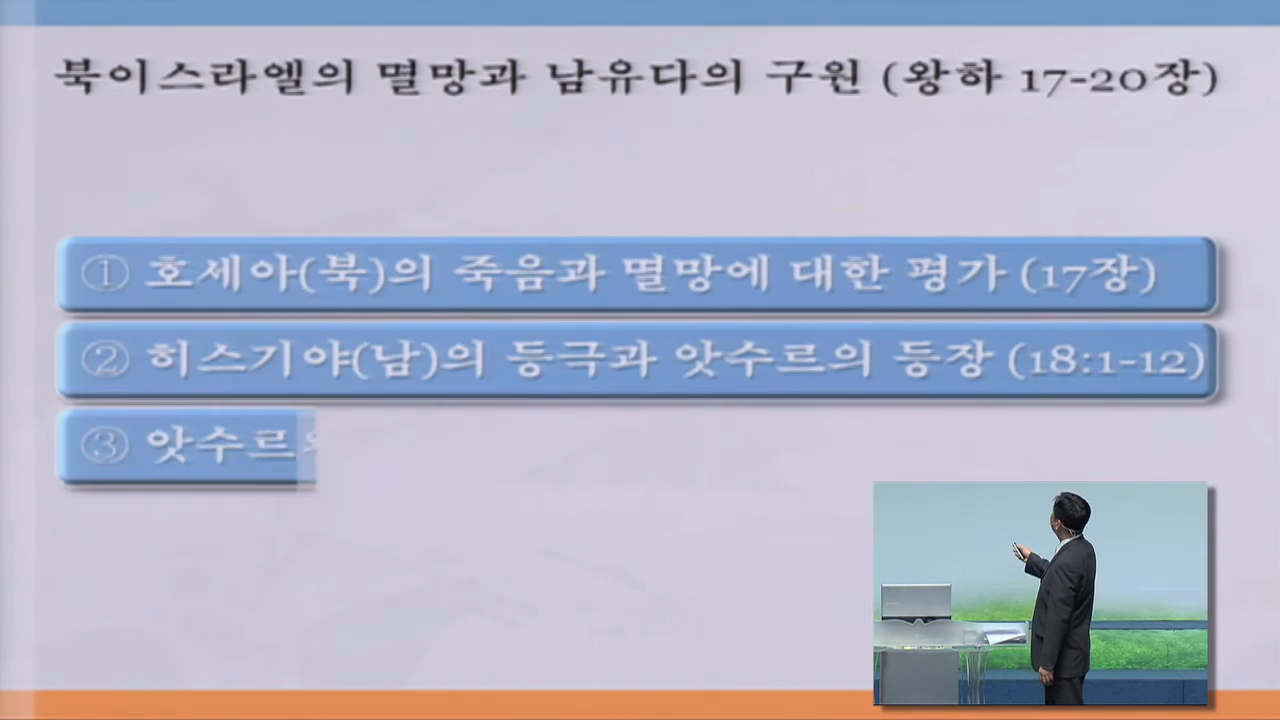 북이스라엘의 멸망과 남유다의 구원 (왕하 17-20장)
① 호세아(북)의 죽음과 멸망에 대한 평가 (17장)
② 히스기야(남)의 등극과 앗수르의 등장 (18:1-12)
③ 앗수르